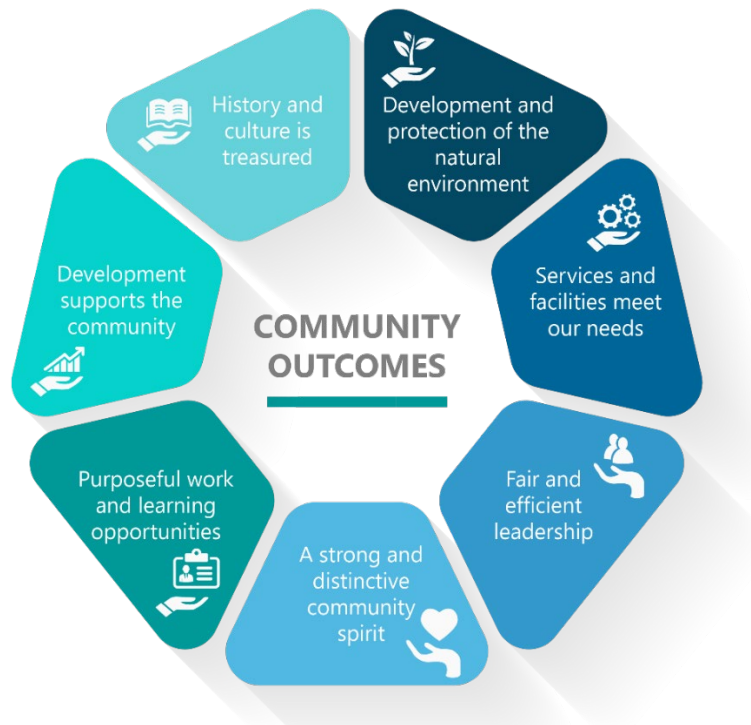 COMMUNITY
OUTCOMES
History and
culture is
treasured
Development and
protection of the
natural
environment
Services and
facilities meet
our needs
Fair and
efficient
leadership
A strong and
distinctive
community
spirit
Purposeful work
and learning
opportunities
Development
supports the
community